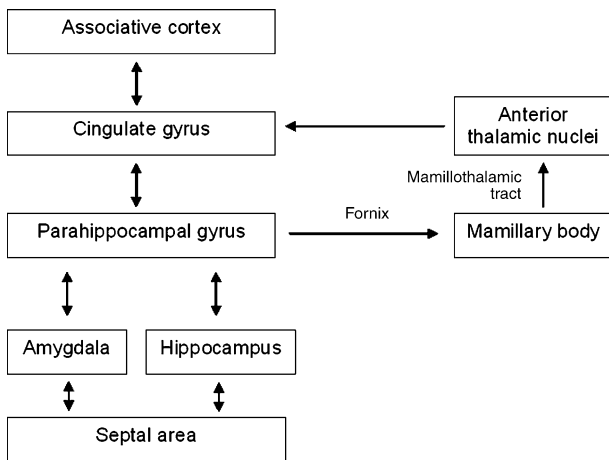 Associative cortex
Cingulate gyrus
Anterior
thalamic nuclei
Mamillothalamic
tract
Fornix
Parahippocampal gyrus
Mamillary body
Amygdala
Hippocampus
Septal area